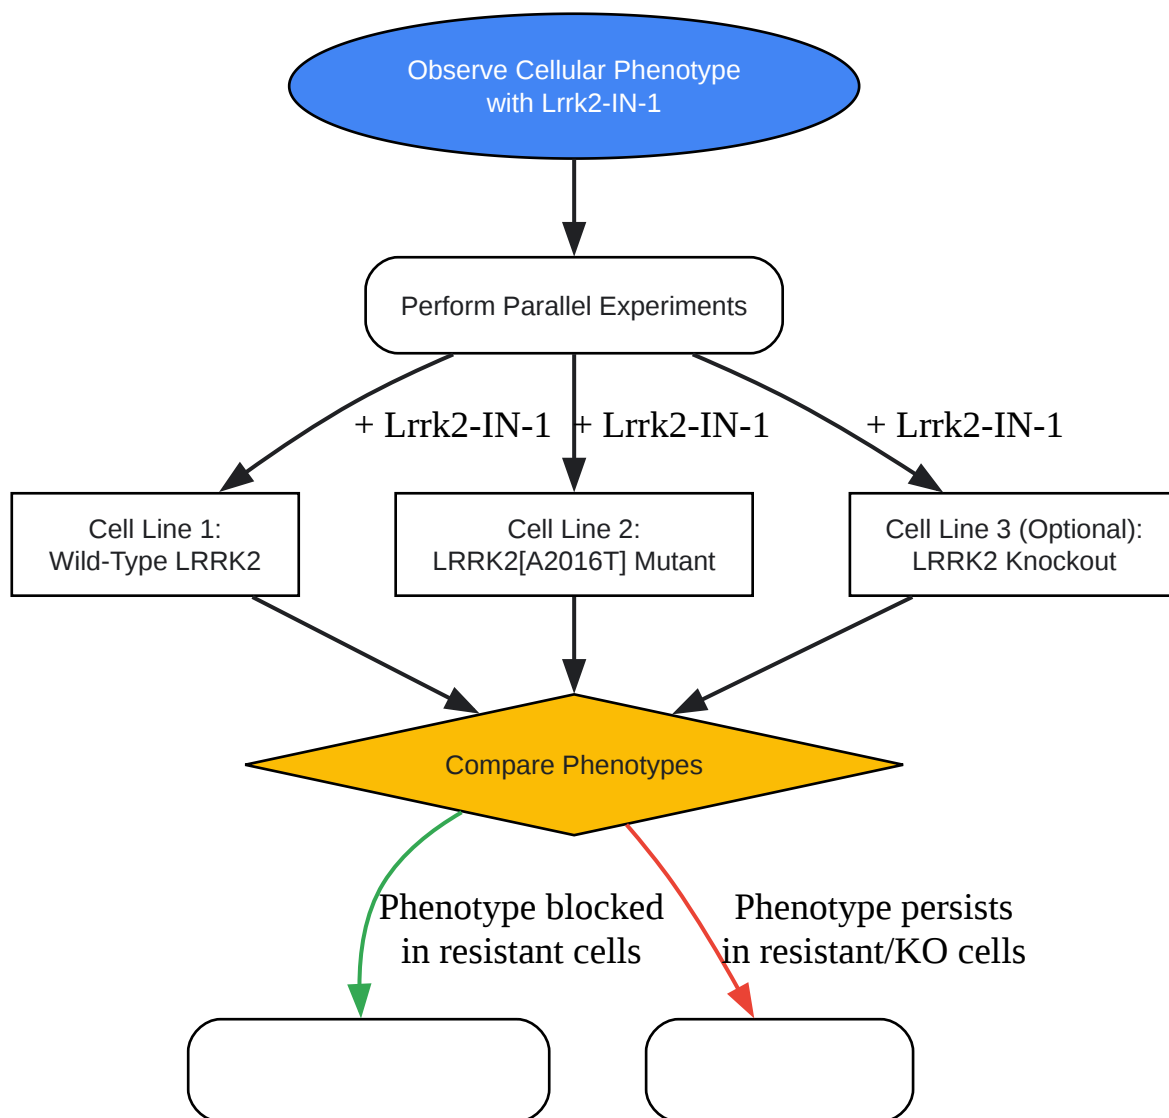 Observe Cellular Phenotype
with Lrrk2-IN-1
Perform Parallel Experiments
+ Lrrk2-IN-1
+ Lrrk2-IN-1
+ Lrrk2-IN-1
Cell Line 1:
Wild-Type LRRK2
Cell Line 2:
LRRK2[A2016T] Mutant
Cell Line 3 (Optional):
LRRK2 Knockout
Compare Phenotypes
Phenotype blocked
in resistant cells
Phenotype persists
in resistant/KO cells